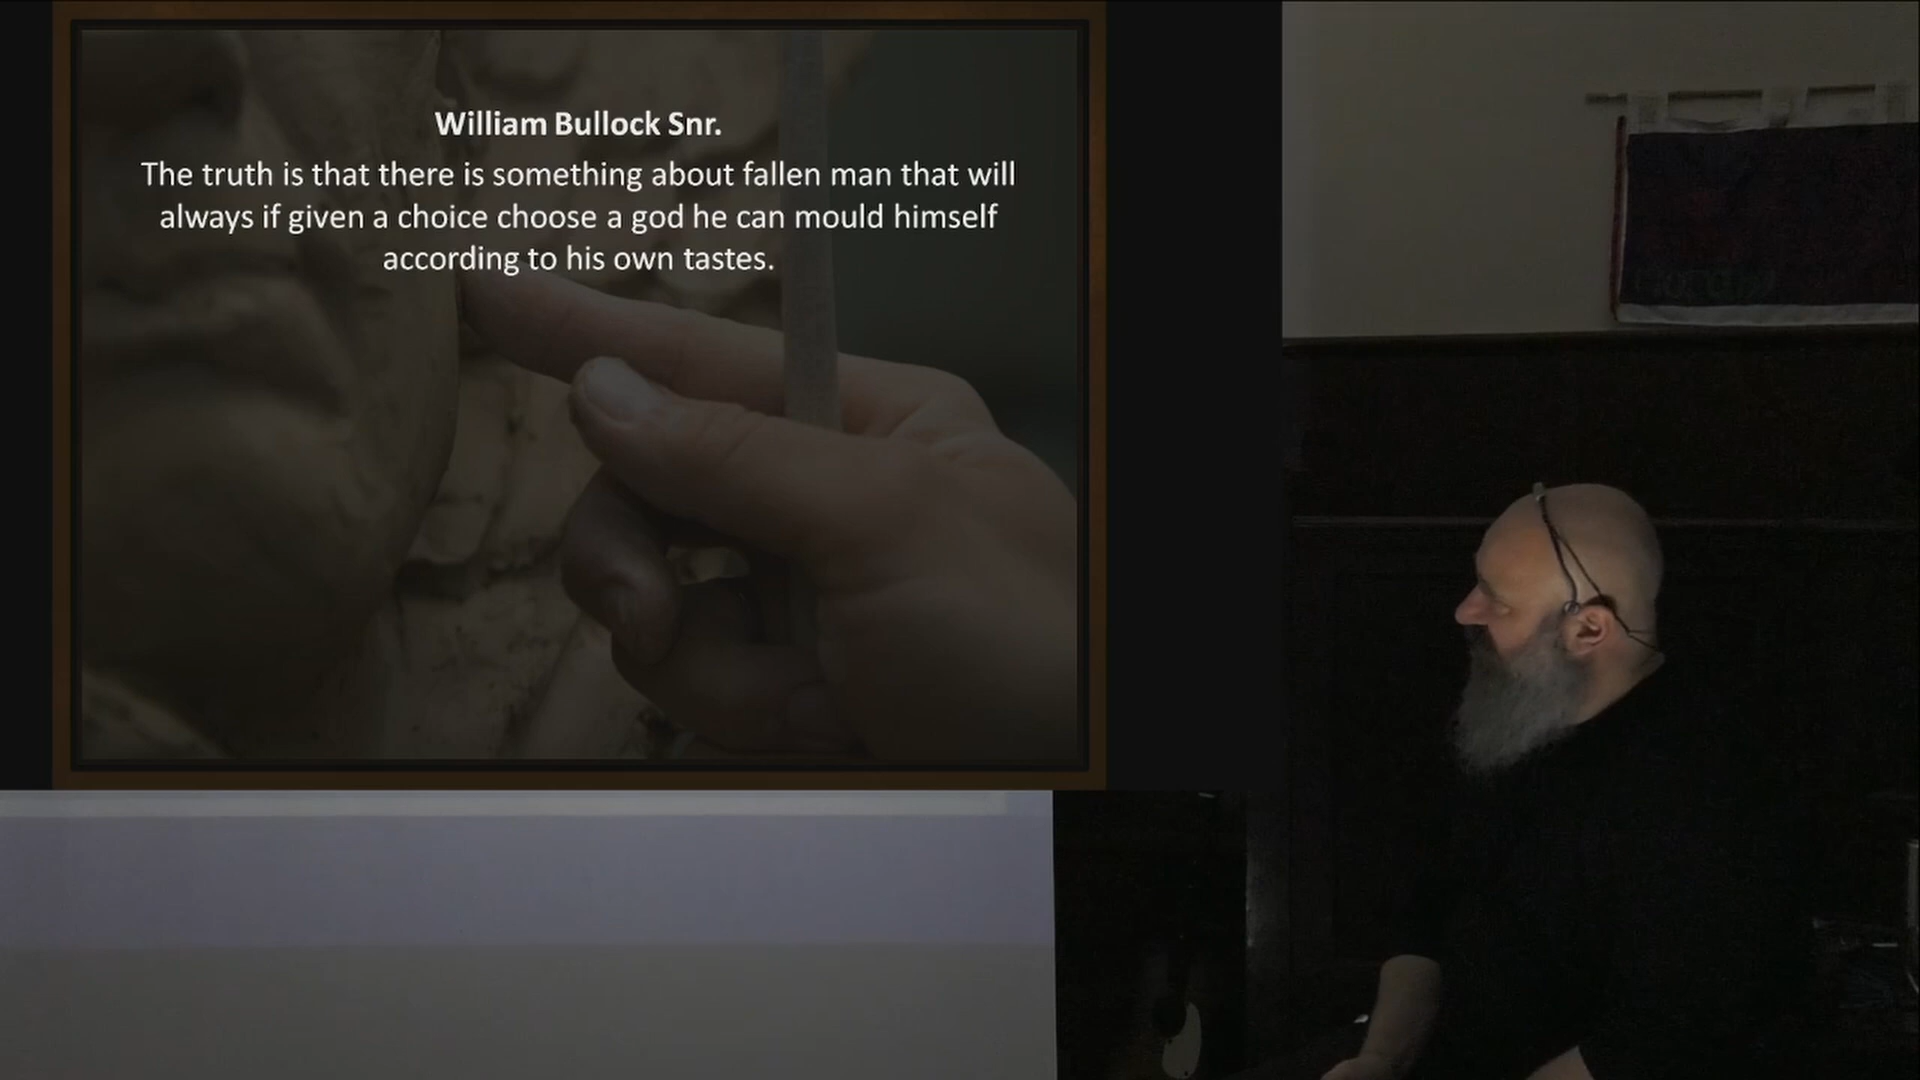 William Bullock Snr.
The truth is that there is something about fallen man that will
always if given a choice choose a god he can mould himself
according to his own tastes.